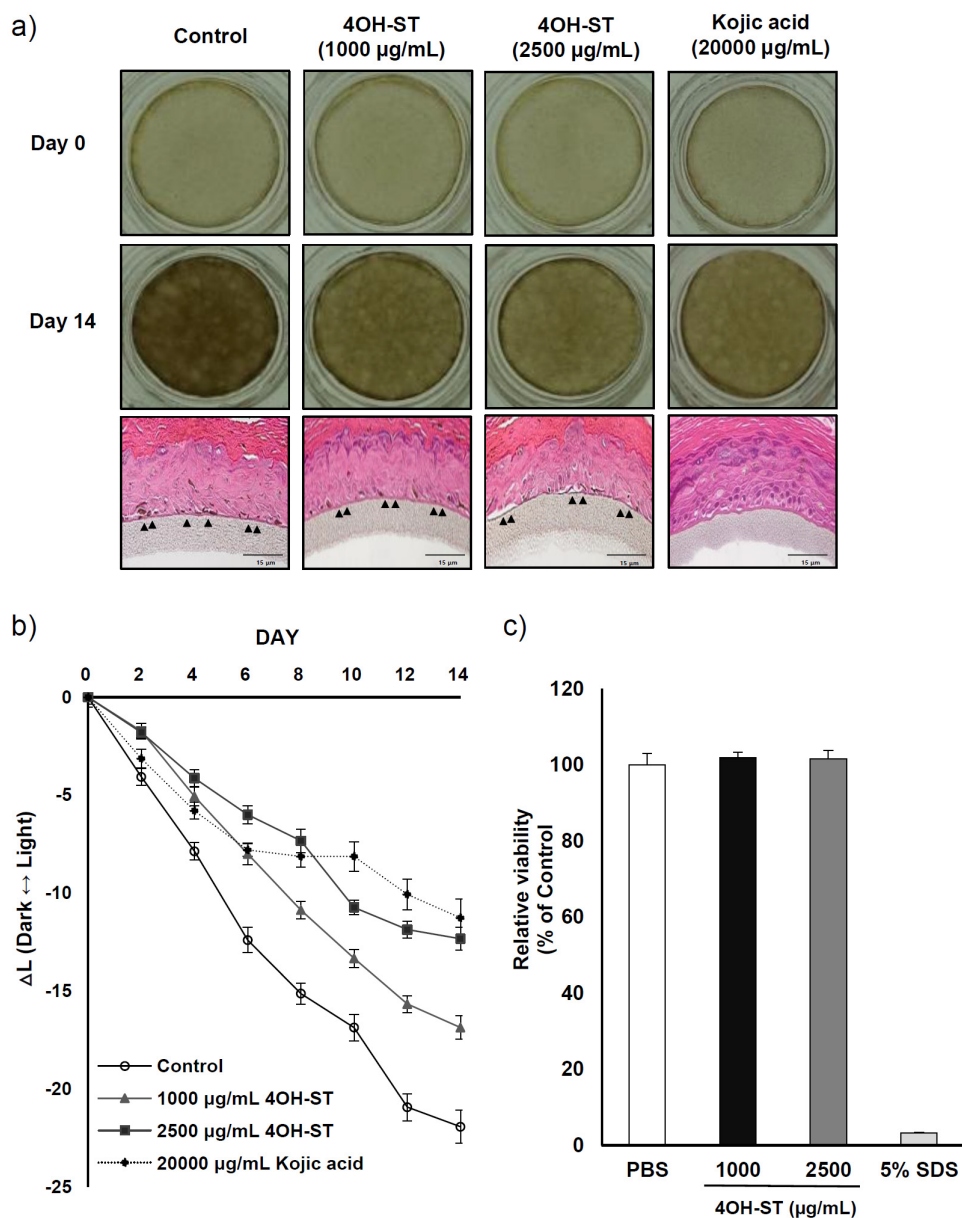 a)
Control
4OH-ST
(1000 µg/mL)
4OH-ST
(2500 µg/mL)
Kojic acid
(20000 µg/mL)
Day 0
Day 14
15 µm
15 µm
15 µm
15 µm
b)
DAY
0 2 4 6 8 10 12 14
0
-5
-10
-15
-20
-25
ΔL (Dark ↔ Light)
Control
1000 µg/mL 4OH-ST
2500 µg/mL 4OH-ST
20000 µg/mL Kojic acid
c)
120
100
80
60
40
20
0
Relative viability
(% of Control)
PBS 1000 2500 5% SDS
4OH-ST (µg/mL)